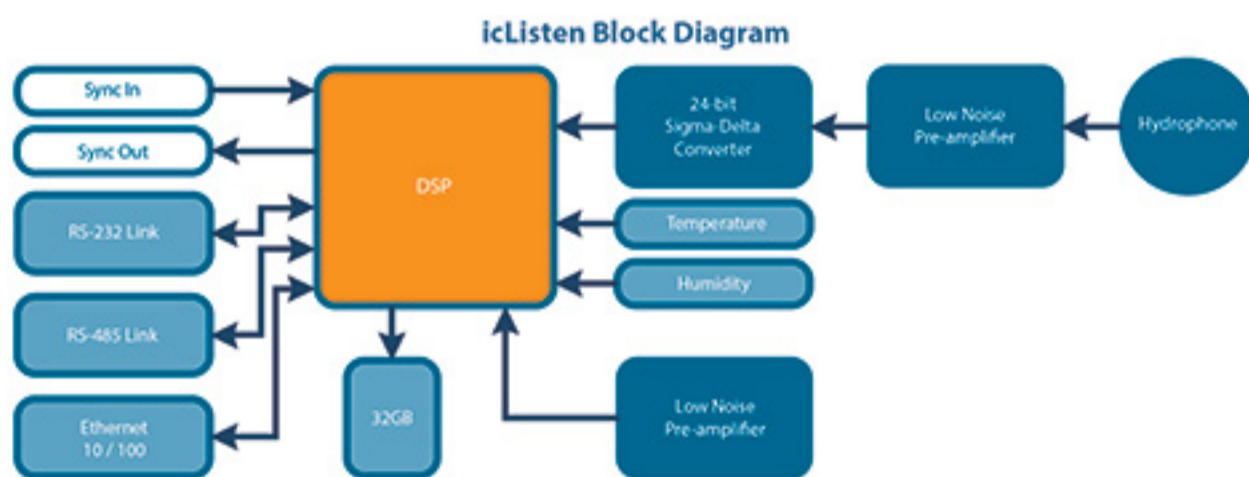 icListen Block Diagram
Sync In
Sync Out
RS-232 Link
RS-485 Link
Ethernet
10 / 100
DSP
32GB
24-bit
Sigma-Delta
Converter
Low Noise
Pre-amplifier
Hydrophone
Temperature
Humidity
Low Noise
Pre-amplifier